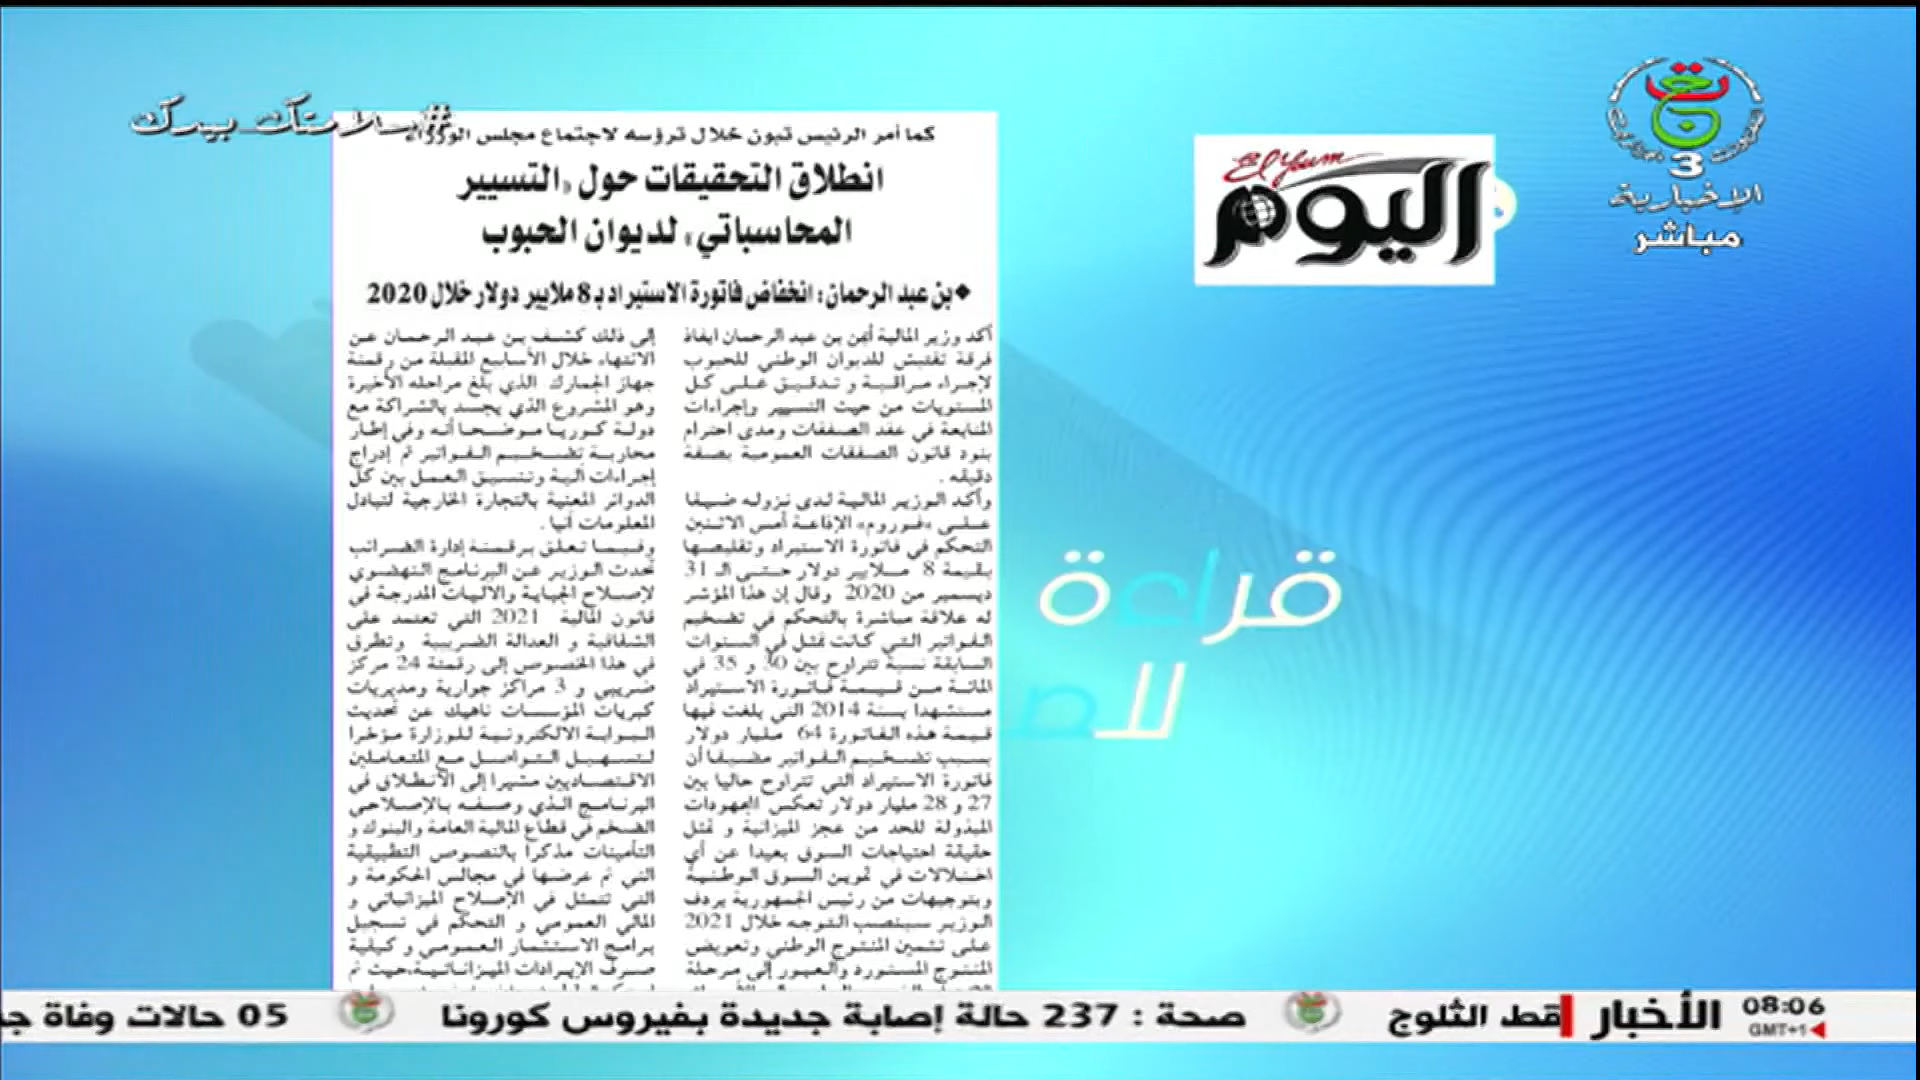 #سلامتك_بيدك
كما أمر الرئيس تبون خلال ترؤسه لاجتماع مجلس الوزراء
انطلاق التحقيقات حول «التسيير
المحاسباتي» لديوان الحبوب
◆بن عبد الرحمان: انخفاض فاتورة الاستيراد بـ 8 ملايير دولار خلال 2020
أكد وزير المالية أيمن بن عبد الرحمان ايفاذ
فرقة تفتيش للديوان الوطني للحبوب
لإجراء مراقبة و تدقيق على كل
المستويات من حيث التسيير وإجراءات
المتابعة في عقد الصفقات ومدى احترام
بنود قانون الصفقات العمومية بصفة
دقيقه .
وأكد الوزير المالية لدى نزوله ضيفا
على «فوروم» الإذاعة أمس الاثنين
التحكم في فاتورة الاستيراد وتقليصها
بقيمة 8 ملايير دولار حتى الـ 31
ديسمبر من 2020 وقال إن هذا المؤشر
له علاقة مباشرة بالتحكم في تضخيم
الفواتير التي كانت تمثل في السنوات
السابقة نسبة تتراوح بين 30 و 35 في
المائة من قيمة فاتورة الاستيراد
مستشهدا بسنة 2014 التي بلغت فيها
قيمة هذه الفاتورة 64 مليار دولار
بسبب تضخيم الفواتير مضيفا أن
فاتورة الاستيراد التي تتراوح حاليا بين
27 و 28 مليار دولار تعكس المجهودات
المبذولة للحد من عجز الميزانية و تمثل
حقيقة احتياجات السوق بعيدا عن أي
اختلالات في تموين السوق الوطنية
وبتوجيهات من رئيس الجمهورية يردف
الوزير سينصب التوجه خلال 2021
على تثمين المنتوج الوطني وتعويض
المنتوج المستورد والعبور إلى مرحلة
إلى ذلك كشف بن عبد الرحمان عن
الانتهاء خلال الأسابيع المقبلة من رقمنة
جهاز الجمارك الذي بلغ مراحله الأخيرة
وهو المشروع الذي يجسد بالشراكة مع
دولة كوريا موضحا أنه وفي إطار
محاربة تضخيم الفواتير تم إدراج
إجراءات آلية وتنسيق العمل بين كل
الدوائر المعنية بالتجارة الخارجية لتبادل
المعلومات آنيا .
وفيما تعلق برقمنة إدارة الضرائب
تحدث الوزير عن البرنامج النهضوي
لإصلاح الجباية والآليات المدرجة في
قانون المالية 2021 التي تعتمد على
الشفافية و العدالة الضريبية وتطرق
في هذا الخصوص إلى رقمنة 24 مركز
ضريبي و 3 مراكز جوارية ومديريات
كبريات المؤسسات ناهيك عن تحديث
البوابة الالكترونية للوزارة مؤخرا
لتسهيل التواصل مع المتعاملين
الاقتصاديين مشيرا إلى الانطلاق في
البرنامج الذي وصفه بالإصلاحي
الضخم في قطاع المالية العامة والبنوك و
التأمينات مذكرا بالنصوص التطبيقية
التي تم عرضها في مجالس الحكومة و
التي تتمثل في الإصلاح الميزانياتي و
المالي العمومي و التحكم في تسجيل
برامج الاستثمار العمومي و كيفية
صرف الإيرادات الميزانياتية،حيث تم
El Youm
اليوم
3
الإخبارية
مباشر
قراءة
للص
08:06
GMT+1
الأخبار
قط الثلوج
صحة : 237 حالة إصابة جديدة بفيروس كورونا
05 حالات وفاة جد